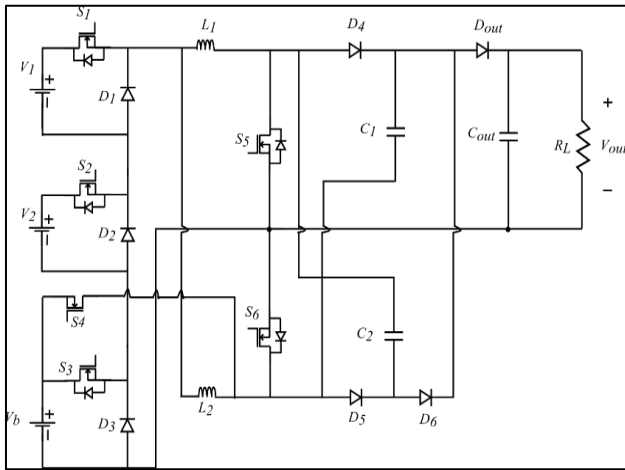 S1
L1
D4
Dout
V1
+
D1
S5
C1
Cout
RL
+
Vout
−
S2
V2
+
D2
S4
S6
C2
S3
Vb
+
D3
L2
D5
D6